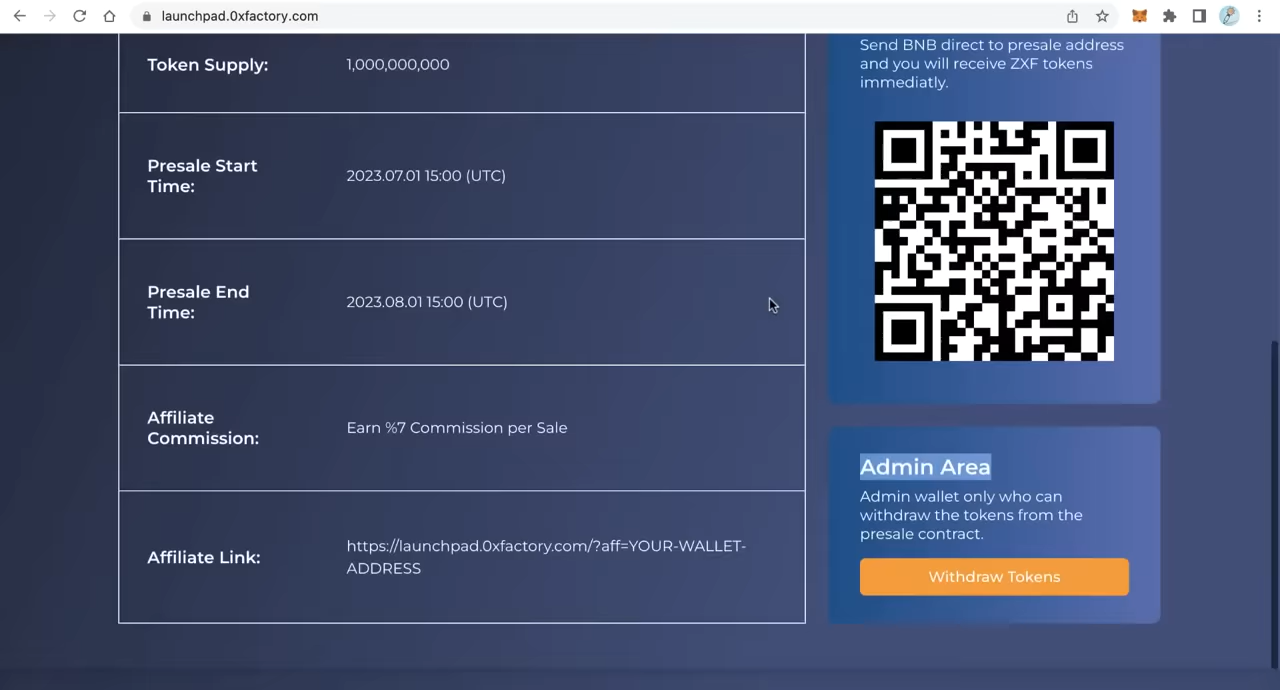 launchpad.0xfactory.com
Token Supply:
1,000,000,000
Presale Start
Time:
2023.07.01 15:00 (UTC)
Presale End
Time:
2023.08.01 15:00 (UTC)
Affiliate
Commission:
Earn %7 Commission per Sale
Affiliate Link:
https://launchpad.0xfactory.com/?aff=YOUR-WALLET-
ADDRESS
Send BNB direct to presale address
and you will receive ZXF tokens
immediatly.
Admin Area
Admin wallet only who can
withdraw the tokens from the
presale contract.
Withdraw Tokens